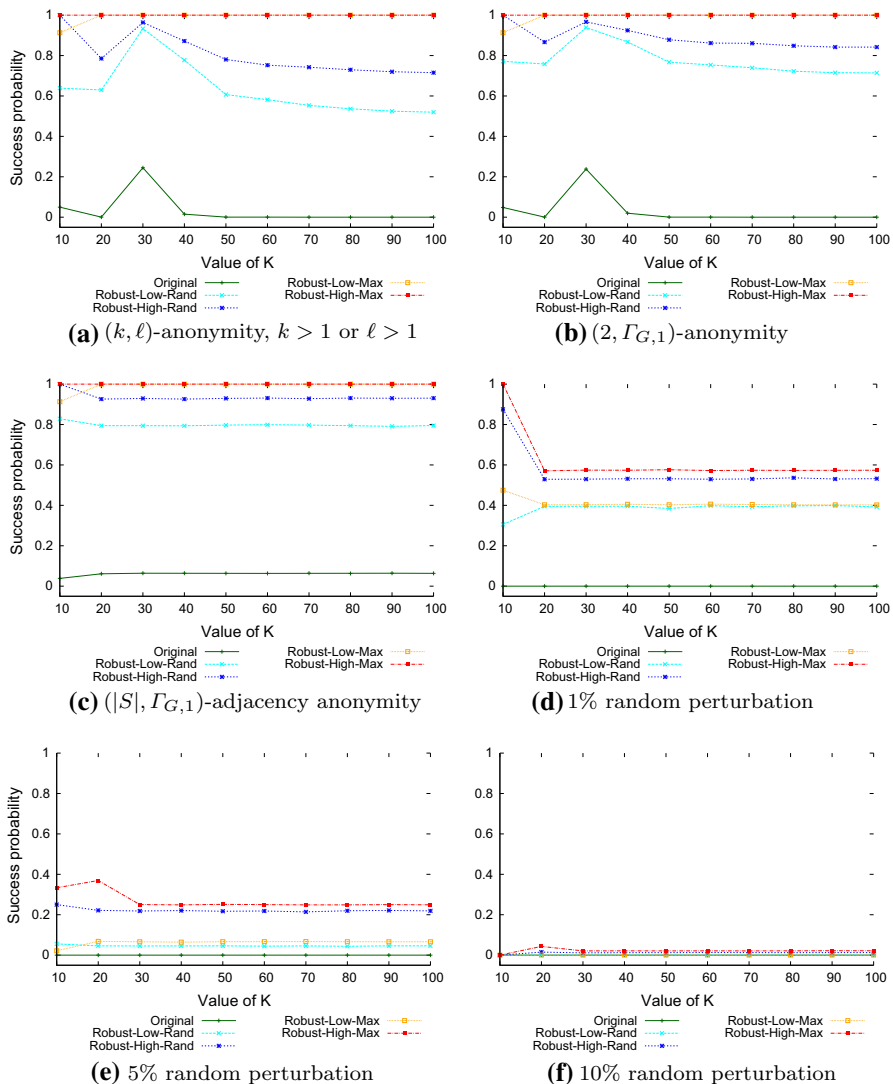 1
0.8
0.6
0.4
0.2
0
Success probability
10 20 30 40 50 60 70 80 90 100
Value of K
Original
Robust-Low-Rand
Robust-High-Rand
Robust-Low-Max
Robust-High-Max
(a) (k, ℓ)-anonymity, k > 1 or ℓ > 1
1
0.8
0.6
0.4
0.2
0
10 20 30 40 50 60 70 80 90 100
Value of K
Original
Robust-Low-Rand
Robust-High-Rand
Robust-Low-Max
Robust-High-Max
(b) (2, Γ_{G,1})-anonymity
1
0.8
0.6
0.4
0.2
0
Success probability
10 20 30 40 50 60 70 80 90 100
Value of K
Original
Robust-Low-Rand
Robust-High-Rand
Robust-Low-Max
Robust-High-Max
(c) (|S|, Γ_{G,1})-adjacency anonymity
1
0.8
0.6
0.4
0.2
0
10 20 30 40 50 60 70 80 90 100
Value of K
Original
Robust-Low-Rand
Robust-High-Rand
Robust-Low-Max
Robust-High-Max
(d) 1% random perturbation
1
0.8
0.6
0.4
0.2
0
Success probability
10 20 30 40 50 60 70 80 90 100
Value of K
Original
Robust-Low-Rand
Robust-High-Rand
Robust-Low-Max
Robust-High-Max
(e) 5% random perturbation
1
0.8
0.6
0.4
0.2
0
10 20 30 40 50 60 70 80 90 100
Value of K
Original
Robust-Low-Rand
Robust-High-Rand
Robust-Low-Max
Robust-High-Max
(f) 10% random perturbation